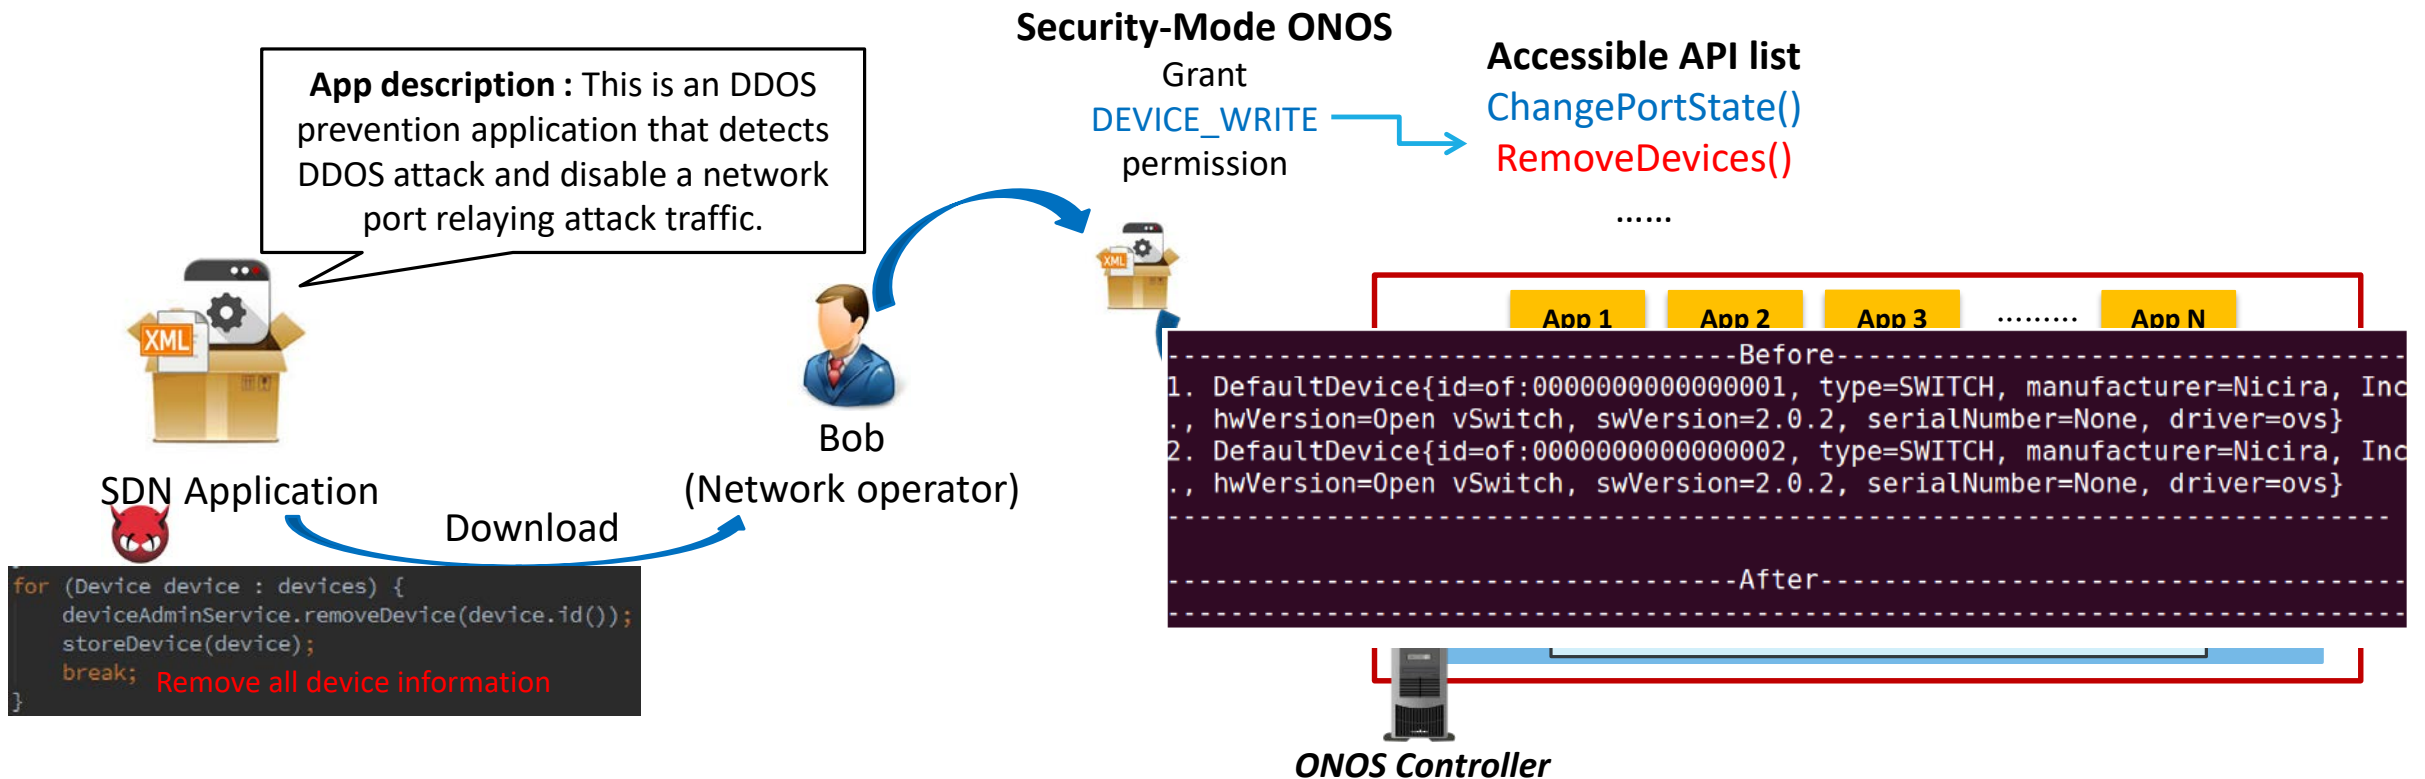 Security-Mode ONOS
Grant
DEVICE_WRITE
permission
Accessible API list
ChangePortState()
RemoveDevices()
......
App description : This is an DDOS
prevention application that detects
DDOS attack and disable a network
port relaying attack traffic.
XML
SDN Application
Download
Bob
(Network operator)
XML
for (Device device : devices) {
deviceAdminService.removeDevice(device.id());
storeDevice(device);
break;
Remove all device information
}
App 1
App 2
App 3
.........
App N
------------------------------------Before------------------------------------
1. DefaultDevice{id=of:0000000000000001, type=SWITCH, manufacturer=Nicira, Inc
., hwVersion=Open vSwitch, swVersion=2.0.2, serialNumber=None, driver=ovs}
2. DefaultDevice{id=of:0000000000000002, type=SWITCH, manufacturer=Nicira, Inc
., hwVersion=Open vSwitch, swVersion=2.0.2, serialNumber=None, driver=ovs}
------------------------------------------------------------------------------
------------------------------------After-------------------------------------
------------------------------------------------------------------------------
ONOS Controller